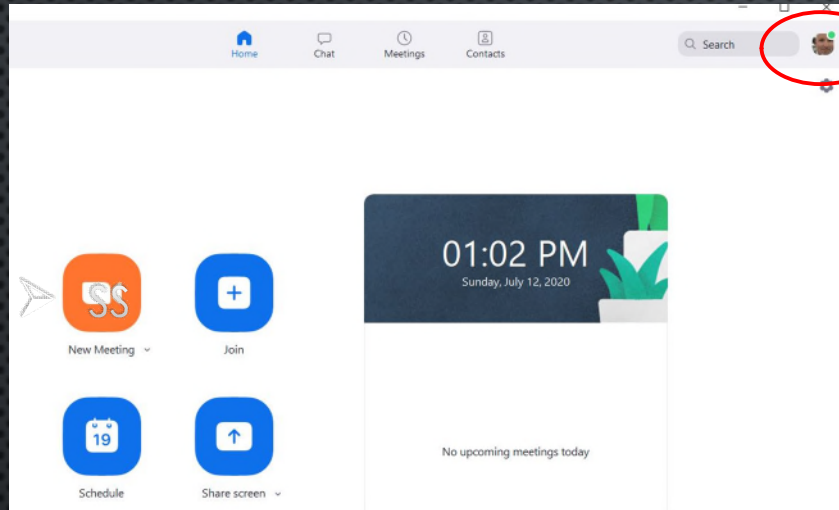 Home Chat Meetings Contacts Search
01:02 PM
Sunday, July 12, 2020
New Meeting Join
19
No upcoming meetings today
Schedule Share screen